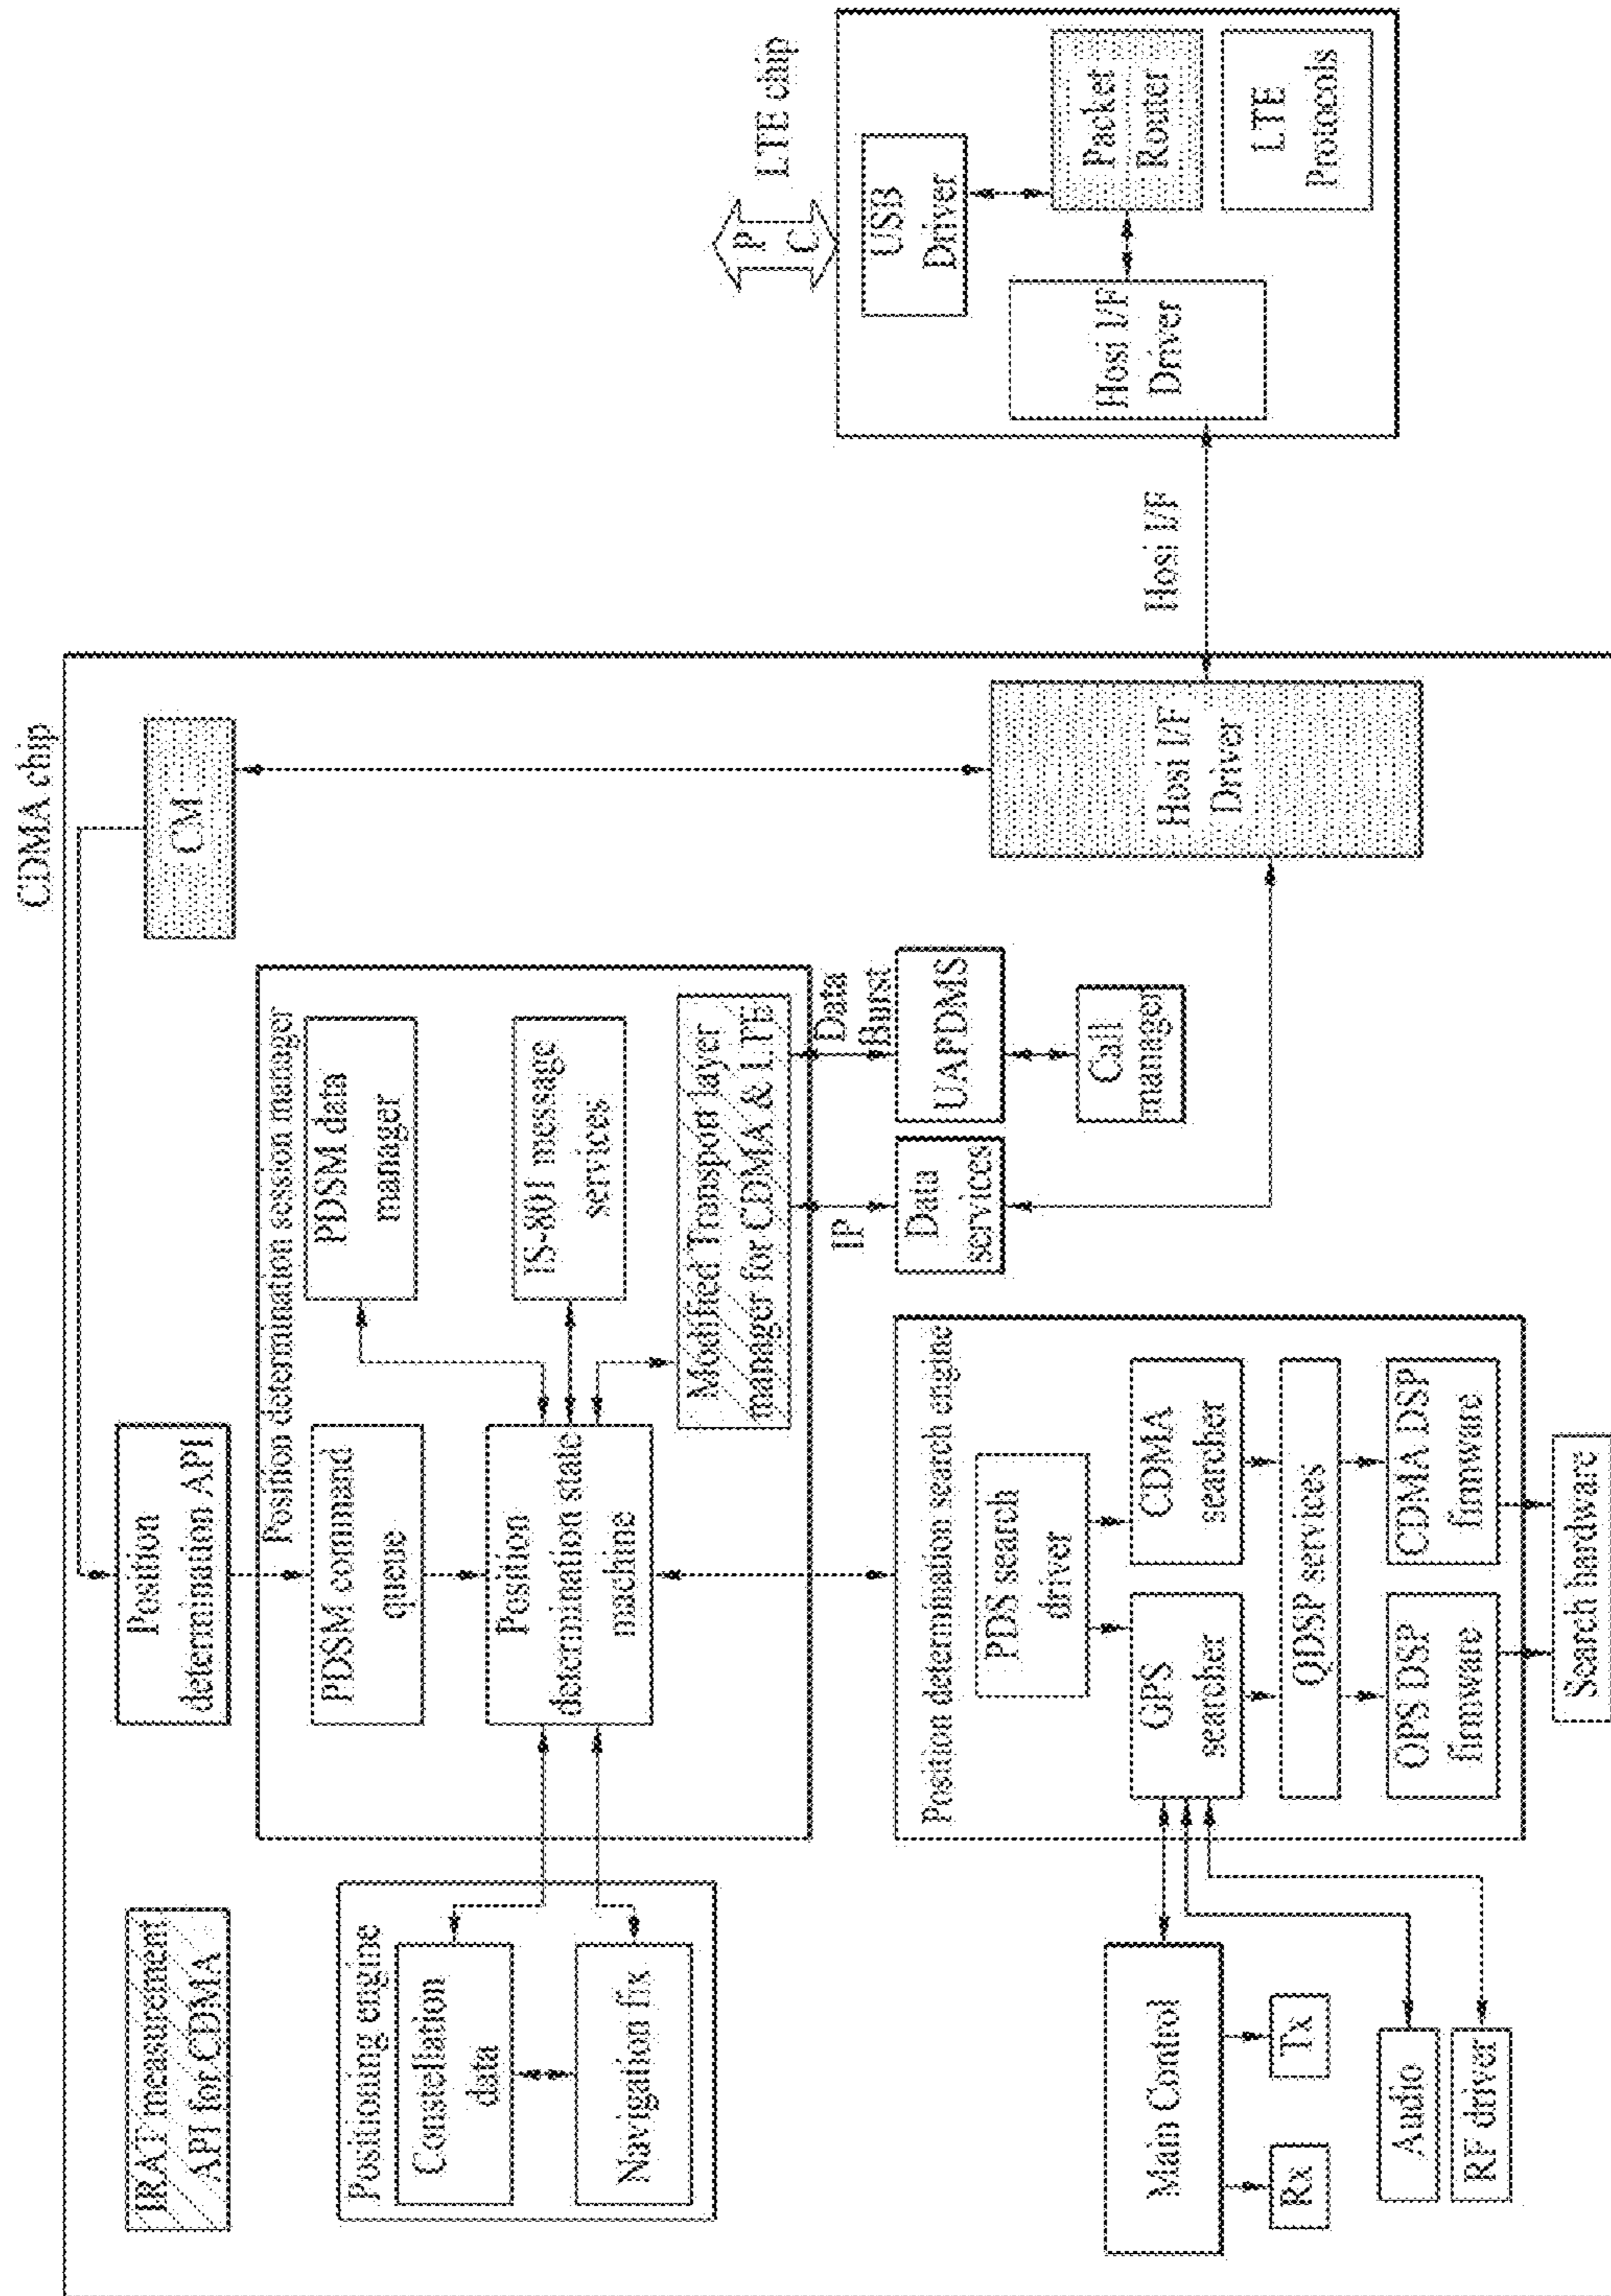 CDMA chip
IRAT measurement
API for CDMA
Position
determination API
CM
Positioning engine
Constellation
data
Navigation fix
Position determination session manager
PDSM command
queue
PDSM data
manager
Position
determination state
machine
IS-801 message
services
Modified Transport layer
manager for CDMA & LTE
IP
Data
Burst
Data
services
UAPDMS
Call
manager
Position determination search engine
PDS search
driver
GPS
searcher
CDMA
searcher
QDSP services
OPS DSP
firmware
CDMA DSP
firmware
Search hardware
Main Control
Rx
Tx
Audio
RF driver
Hosi I/F
Driver
Hosi I/F
P
C
LTE chip
USB
Driver
Hosi I/F
Driver
Packet
Router
LTE
Protocols